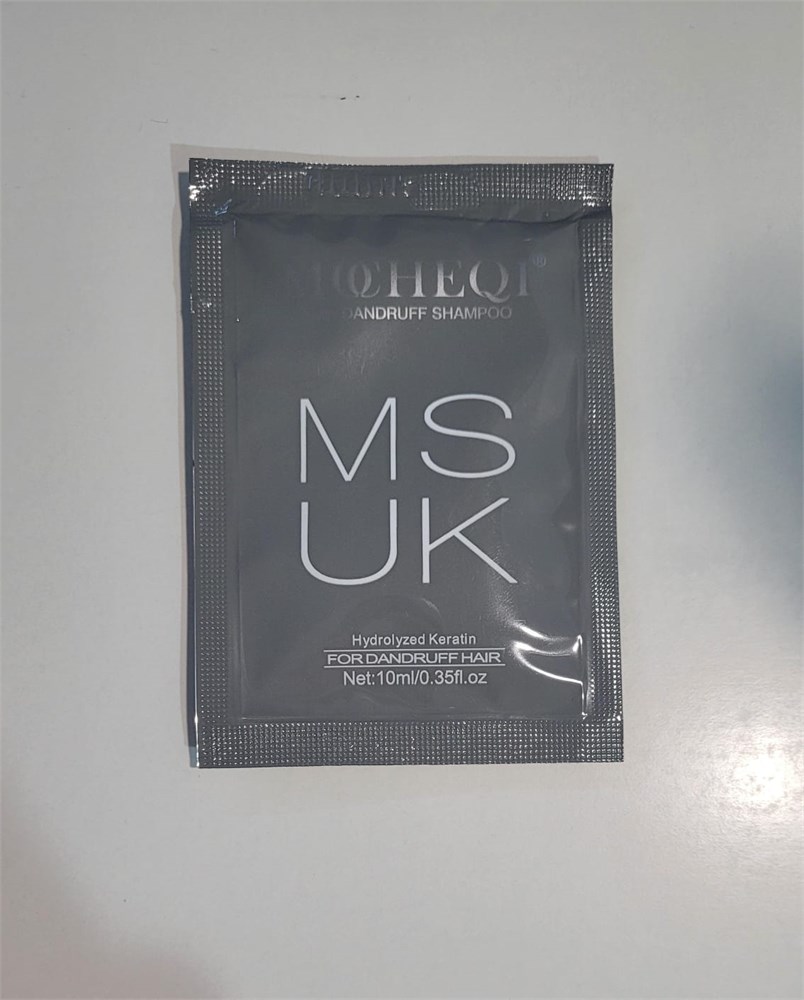 DANDRUFF SHAMPOO
MS
UK
Hydrolyzed Keratin
FOR DANDRUFF HAIR
Net:10ml/0.35fl.oz